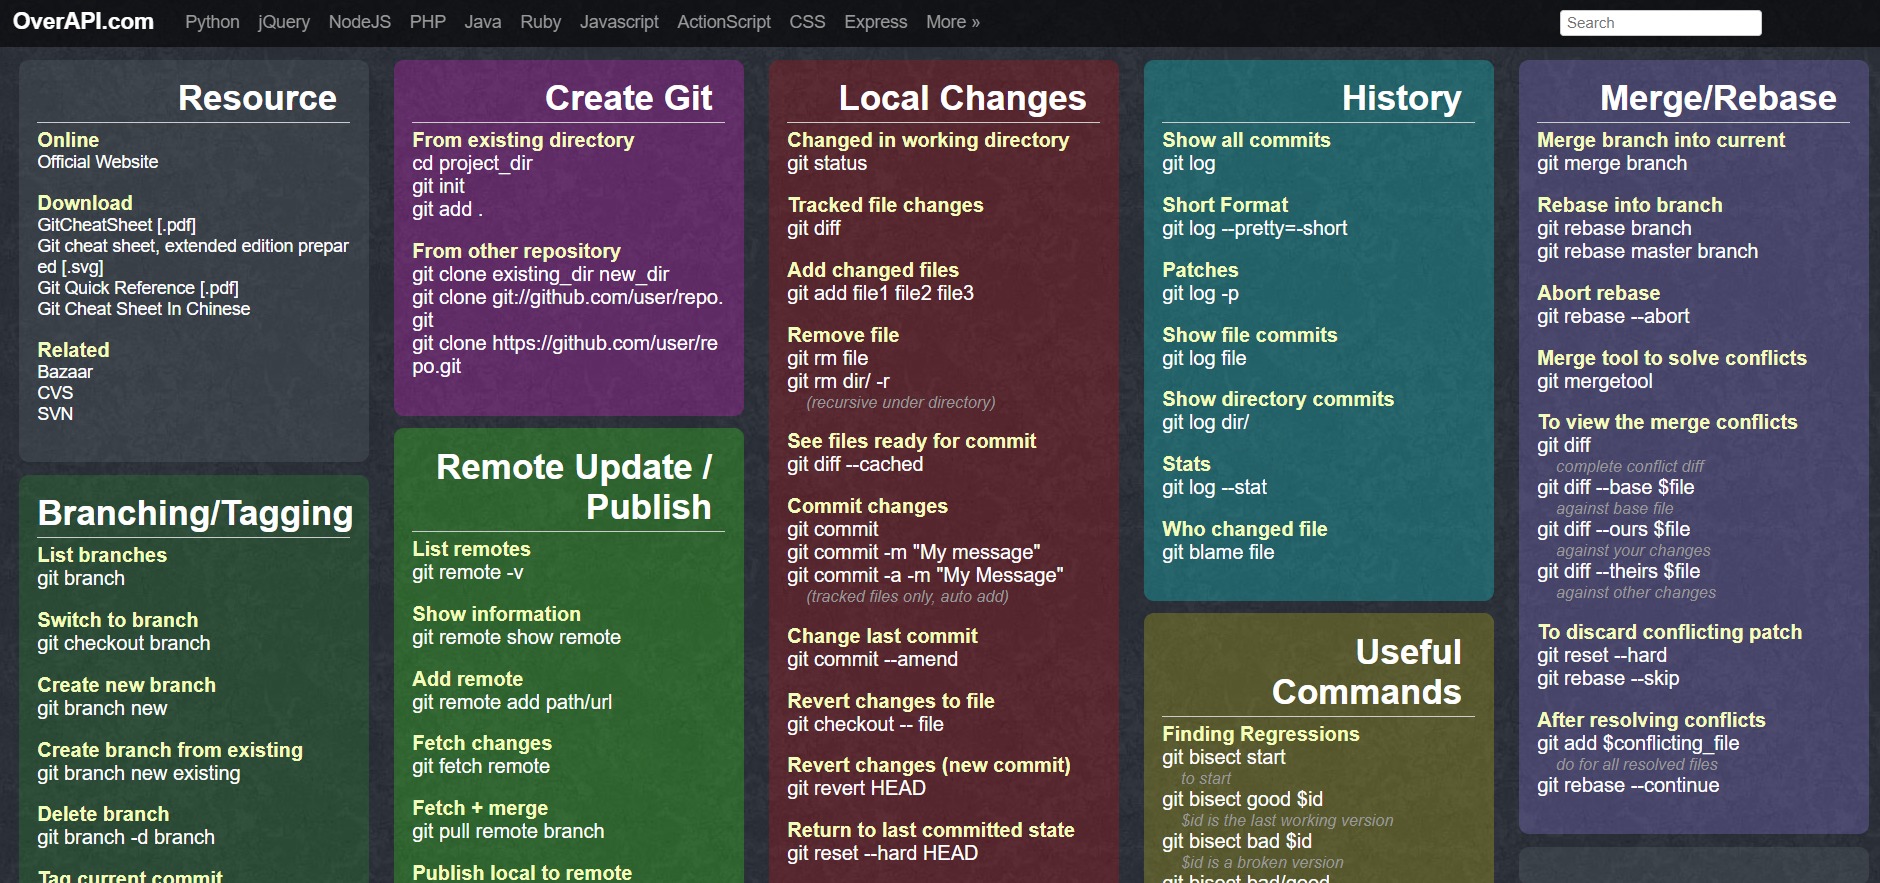 OverAPI.com
Python jQuery NodeJS PHP Java Ruby Javascript ActionScript CSS Express More »
Search
Resource
Online
Official Website
Download
GitCheatSheet [.pdf]
Git cheat sheet, extended edition prepar
ed [.svg]
Git Quick Reference [.pdf]
Git Cheat Sheet In Chinese
Related
Bazaar
CVS
SVN
Branching/Tagging
List branches
git branch
Switch to branch
git checkout branch
Create new branch
git branch new
Create branch from existing
git branch new existing
Delete branch
git branch -d branch
Tag current commit
Create Git
From existing directory
cd project_dir
git init
git add .
From other repository
git clone existing_dir new_dir
git clone git://github.com/user/repo.
git
git clone https://github.com/user/re
po.git
Remote Update /
Publish
List remotes
git remote -v
Show information
git remote show remote
Add remote
git remote add path/url
Fetch changes
git fetch remote
Fetch + merge
git pull remote branch
Publish local to remote
Local Changes
Changed in working directory
git status
Tracked file changes
git diff
Add changed files
git add file1 file2 file3
Remove file
git rm file
git rm dir/ -r
(recursive under directory)
See files ready for commit
git diff --cached
Commit changes
git commit
git commit -m "My message"
git commit -a -m "My Message"
(tracked files only, auto add)
Change last commit
git commit --amend
Revert changes to file
git checkout -- file
Revert changes (new commit)
git revert HEAD
Return to last committed state
git reset --hard HEAD
History
Show all commits
git log
Short Format
git log --pretty=-short
Patches
git log -p
Show file commits
git log file
Show directory commits
git log dir/
Stats
git log --stat
Who changed file
git blame file
Useful
Commands
Finding Regressions
git bisect start
to start
git bisect good $id
$id is the last working version
git bisect bad $id
$id is a broken version
git bisect bad/good
Merge/Rebase
Merge branch into current
git merge branch
Rebase into branch
git rebase branch
git rebase master branch
Abort rebase
git rebase --abort
Merge tool to solve conflicts
git mergetool
To view the merge conflicts
git diff
complete conflict diff
git diff --base $file
against base file
git diff --ours $file
against your changes
git diff --theirs $file
against other changes
To discard conflicting patch
git reset --hard
git rebase --skip
After resolving conflicts
git add $conflicting_file
do for all resolved files
git rebase --continue